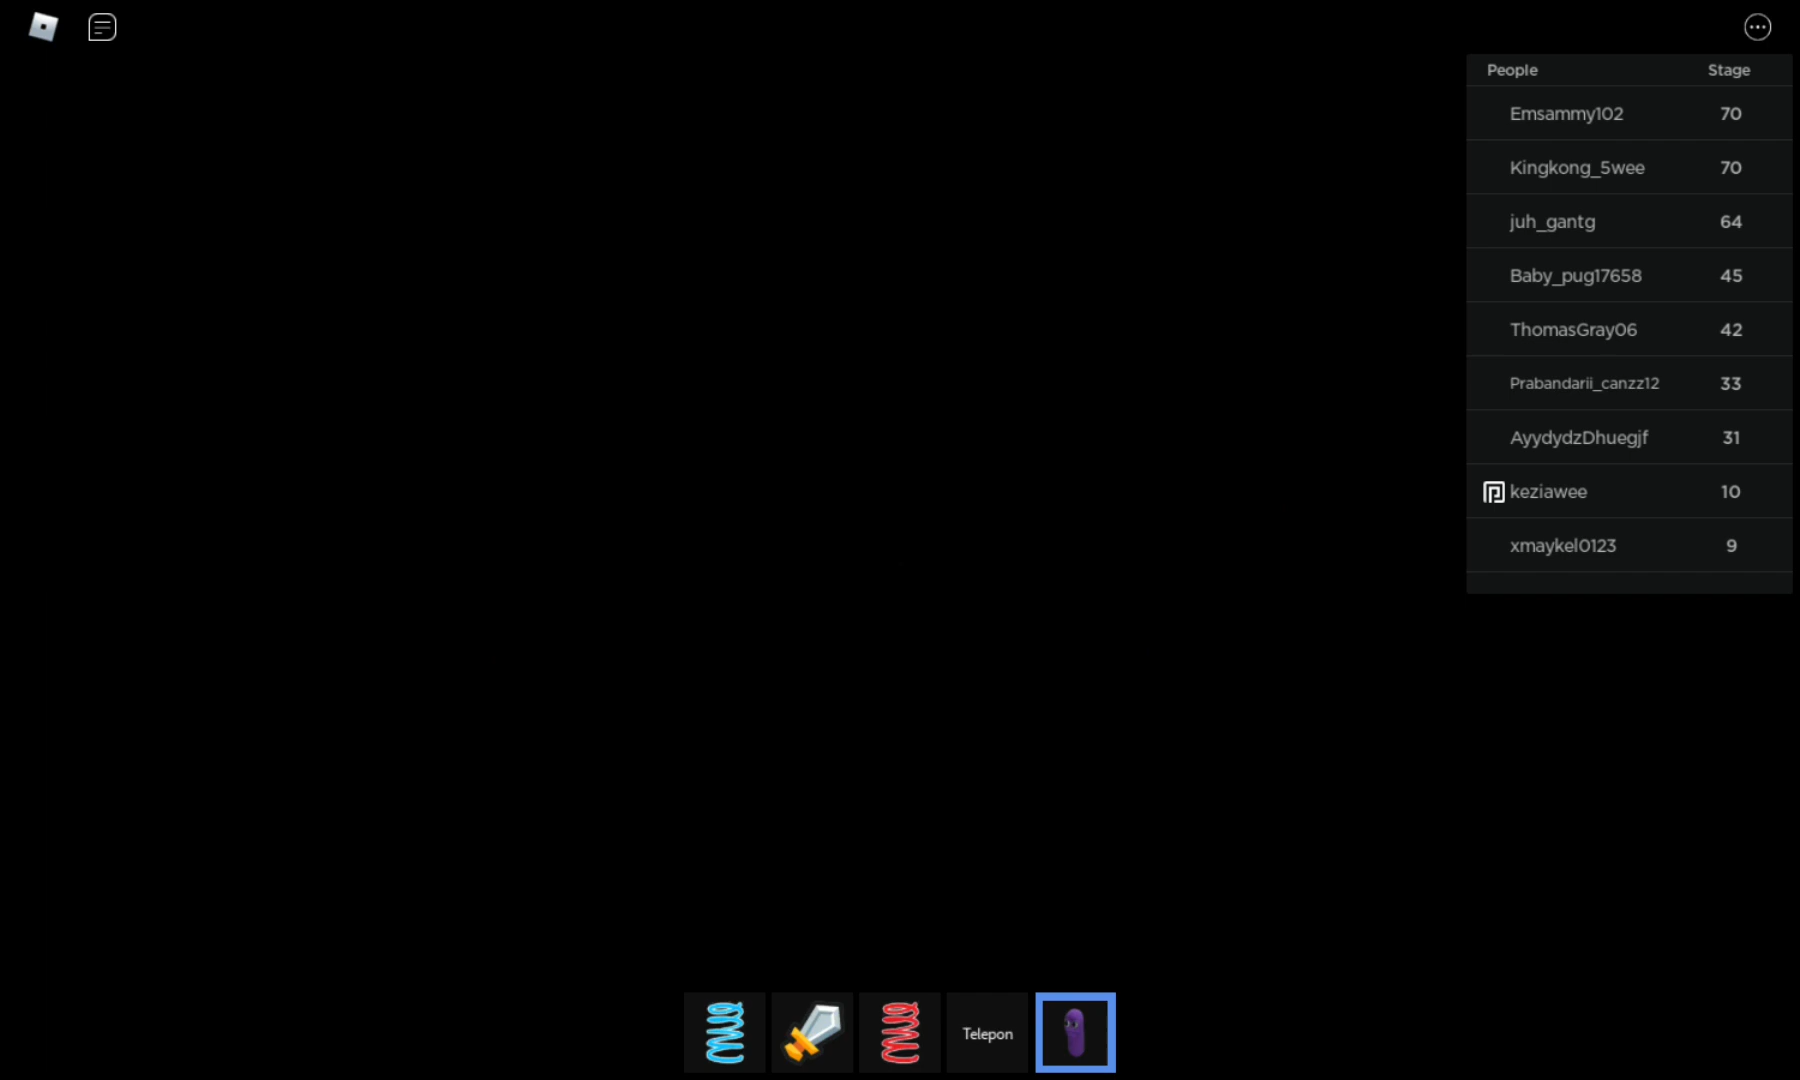 People Stage
Emsammy102 70
Kingkong_5wee 70
juh_gantg 64
Baby_pug17658 45
ThomasGray06 42
Prabandarii_canzz12 33
AyydydzDhuegjf 31
keziawee 10
xmaykel0123 9
Telepon